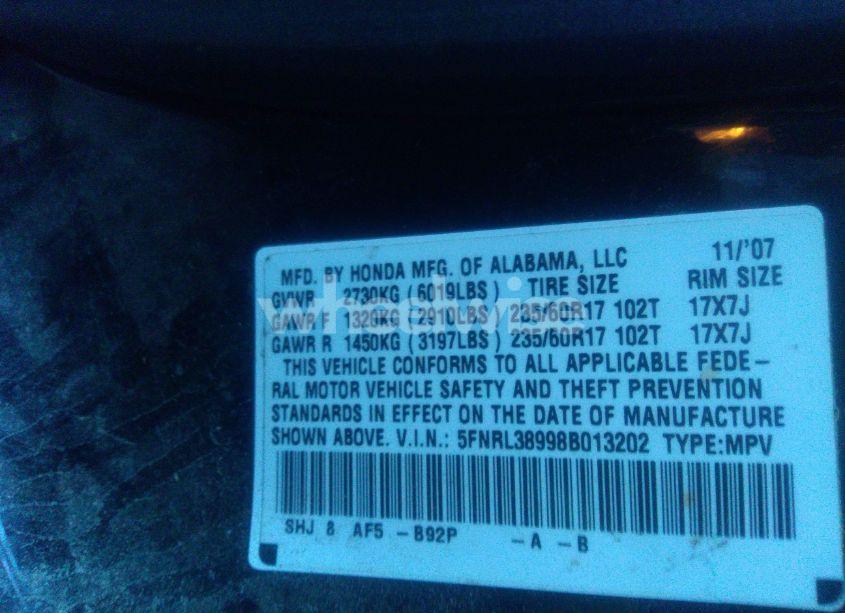 MFD. BY HONDA MFG. OF ALABAMA, LLC 11/'07
GVWR 2730KG (6019LBS) TIRE SIZE RIM SIZE
GAWR F 1320KG (2910LBS) 235/60R17 102T 17X7J
GAWR R 1450KG (3197LBS) 235/60R17 102T 17X7J
THIS VEHICLE CONFORMS TO ALL APPLICABLE FEDE-
RAL MOTOR VEHICLE SAFETY AND THEFT PREVENTION
STANDARDS IN EFFECT ON THE DATE OF MANUFACTURE
SHOWN ABOVE. V.I.N.: 5FNRL38998B013202 TYPE:MPV
SHJ 8 AF5 -B92P -A -B
wheelwise